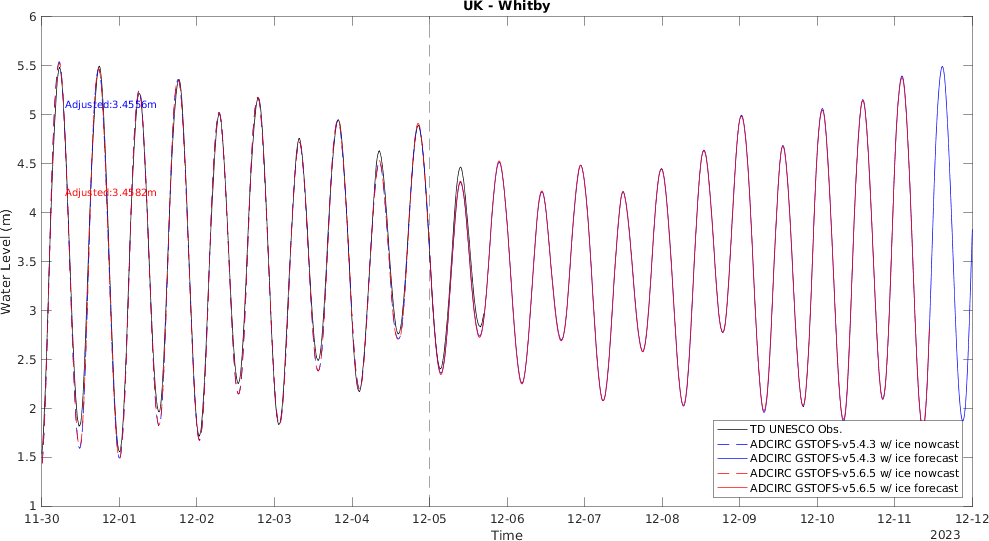 UK - Whitby
6
5.5
5
4.5
4
3.5
3
2.5
2
1.5
1
Water Level (m)
Adjusted:3.4556m
Adjusted:3.4582m
TD UNESCO Obs.
ADCIRC GSTOFS-v5.4.3 w/ ice nowcast
ADCIRC GSTOFS-v5.4.3 w/ ice forecast
ADCIRC GSTOFS-v5.6.5 w/ ice nowcast
ADCIRC GSTOFS-v5.6.5 w/ ice forecast
11-30 12-01 12-02 12-03 12-04 12-05 12-06 12-07 12-08 12-09 12-10 12-11 12-12
Time
2023